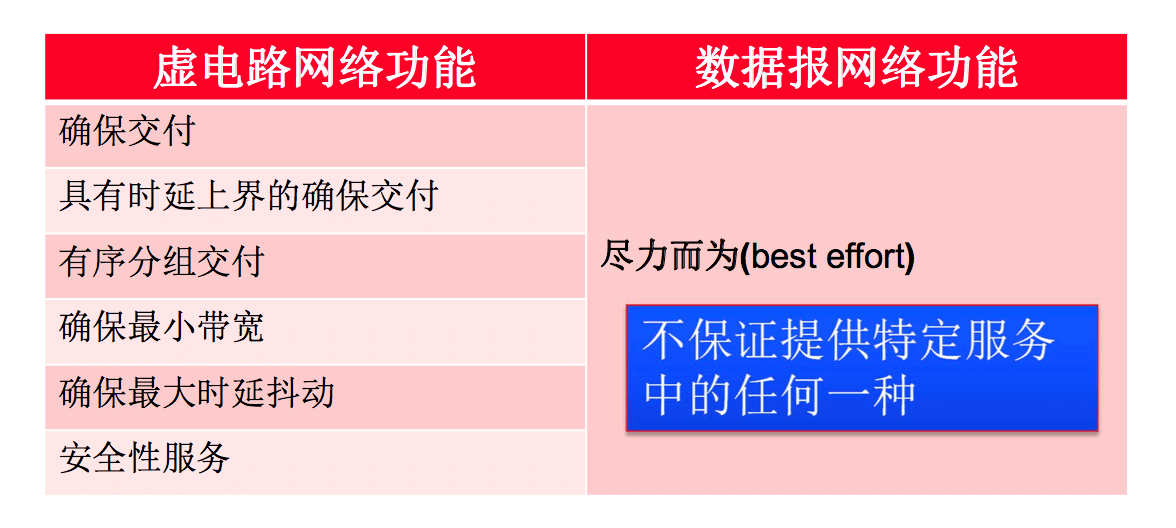 虚电路网络功能
数据报网络功能
确保交付
具有时延上界的确保交付
有序分组交付
确保最小带宽
确保最大时延抖动
安全性服务
尽力而为(best effort)
不保证提供特定服务
中的任何一种